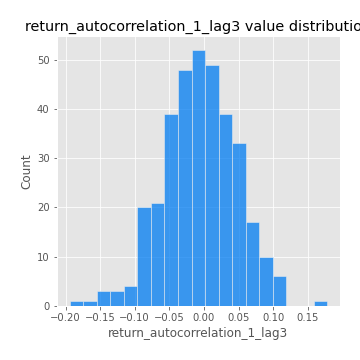 return_autocorrelation_1_lag3 value distributio
50
40
30
20
10
0
Count
−0.20 −0.15 −0.10 −0.05 0.00 0.05 0.10 0.15
return_autocorrelation_1_lag3